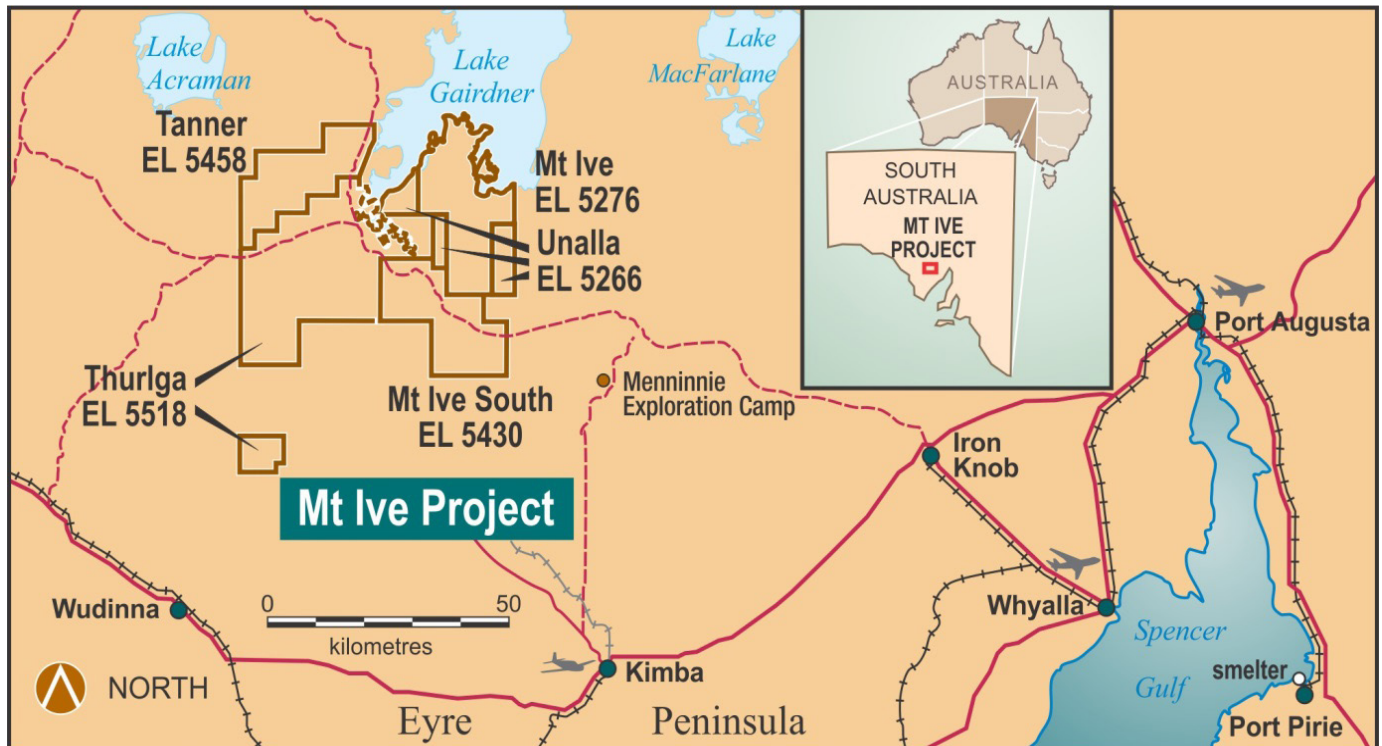 Lake
Acraman
Lake
Gairdner
Lake
MacFarlane
AUSTRALIA
SOUTH
AUSTRALIA
MT IVE
PROJECT
Tanner
EL 5458
Mt Ive
EL 5276
Unalla
EL 5266
Thurlga
EL 5518
Mt Ive South
EL 5430
Menninnie
Exploration Camp
Port Augusta
Iron
Knob
Mt Ive Project
Wudinna
0 50
kilometres
Whyalla
Spencer
Gulf
smelter
Port Pirie
Kimba
NORTH
Eyre Peninsula